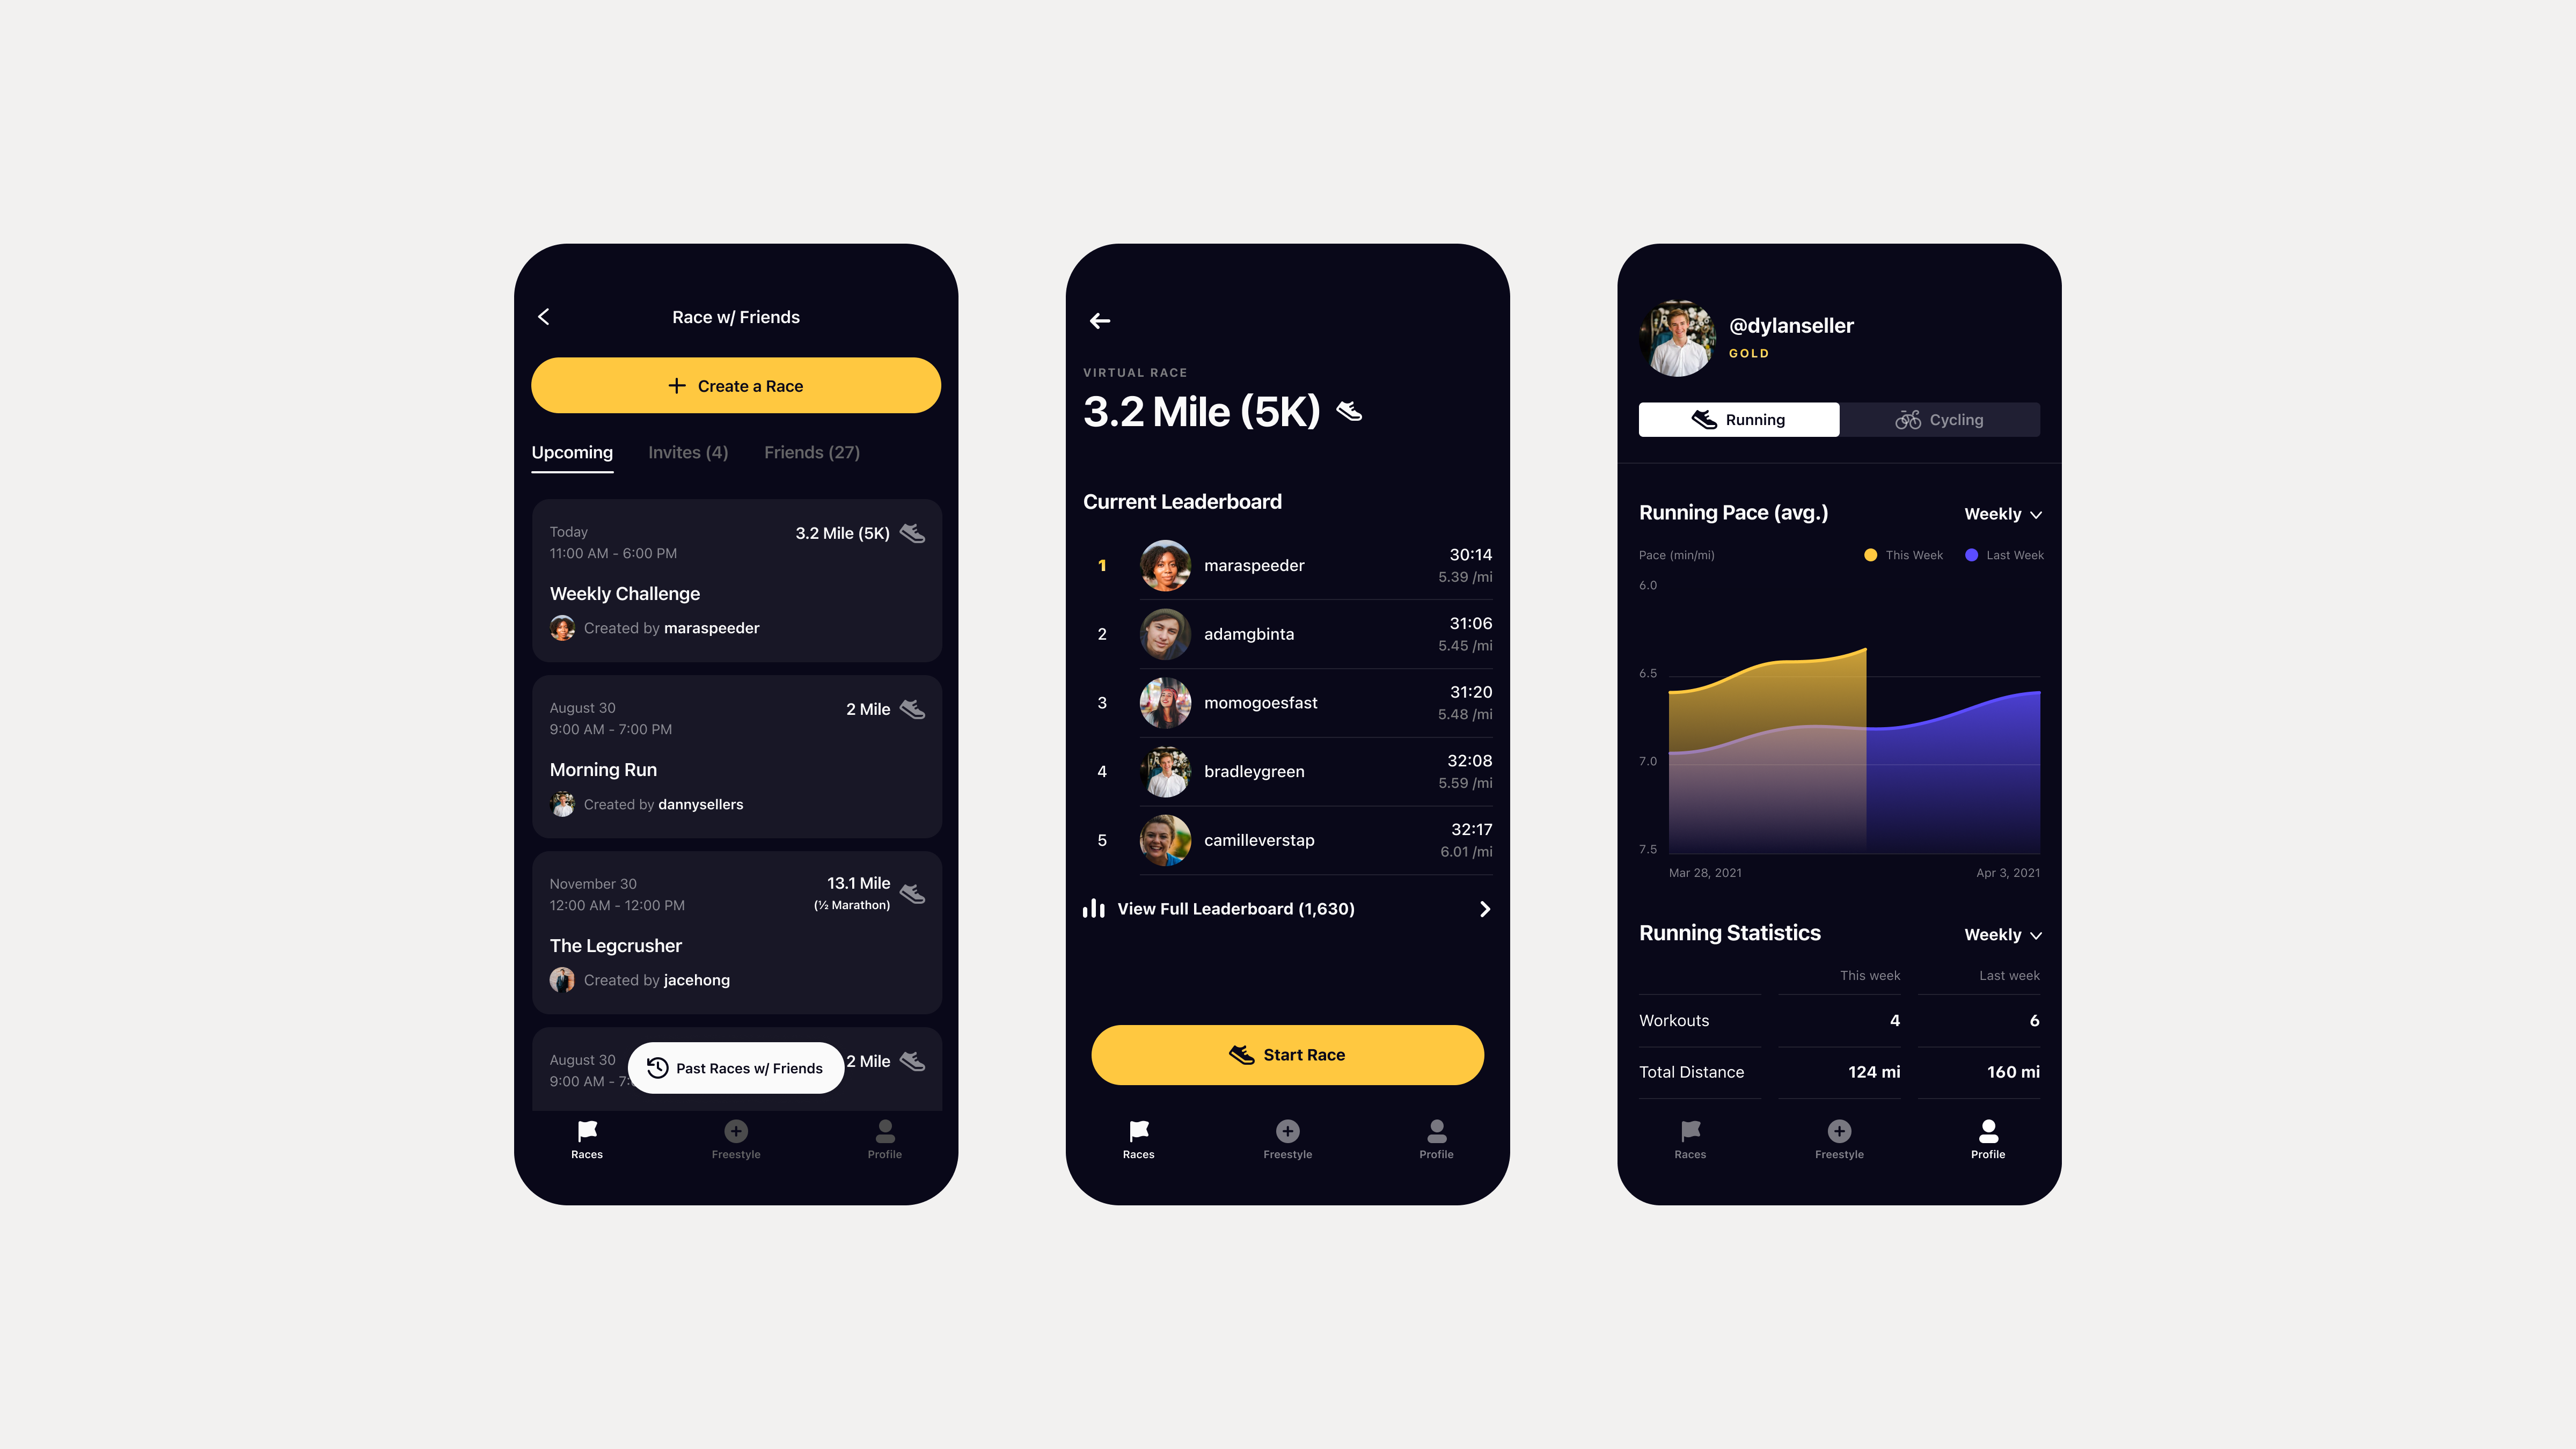 Race w/ Friends
Create a Race
Upcoming Invites (4) Friends (27)
Today
11:00 AM - 6:00 PM
3.2 Mile (5K)
Weekly Challenge
Created by maraspeeder
August 30
9:00 AM - 7:00 PM
2 Mile
Morning Run
Created by dannysellers
November 30
12:00 AM - 12:00 PM
13.1 Mile
(½ Marathon)
The Legcrusher
Created by jacehong
August 30
9:00 AM - 7:
2 Mile
Past Races w/ Friends
Races Freestyle Profile
VIRTUAL RACE
3.2 Mile (5K)
Current Leaderboard
1 maraspeeder 30:14
5.39 /mi
2 adamgbinta 31:06
5.45 /mi
3 momogoesfast 31:20
5.48 /mi
4 bradleygreen 32:08
5.59 /mi
5 camilleverstap 32:17
6.01 /mi
View Full Leaderboard (1,630)
Start Race
Races Freestyle Profile
@dylanseller
GOLD
Running Cycling
Running Pace (avg.) Weekly
Pace (min/mi) This Week Last Week
6.0
6.5
7.0
7.5
Mar 28, 2021 Apr 3, 2021
Running Statistics Weekly
This week Last week
Workouts 4 6
Total Distance 124 mi 160 mi
Races Freestyle Profile